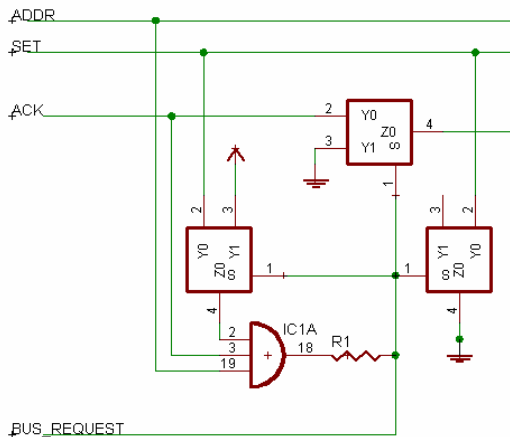 ADDR
SET
ACK
2 Y0
Z0 4
3 Y1 S
1
2 3
3 2
Y0 Y1
Y1 Y0
Z0 S 1
1 S Z0
4
4
IC1A
2
3 +
19
18 R1
BUS_REQUEST